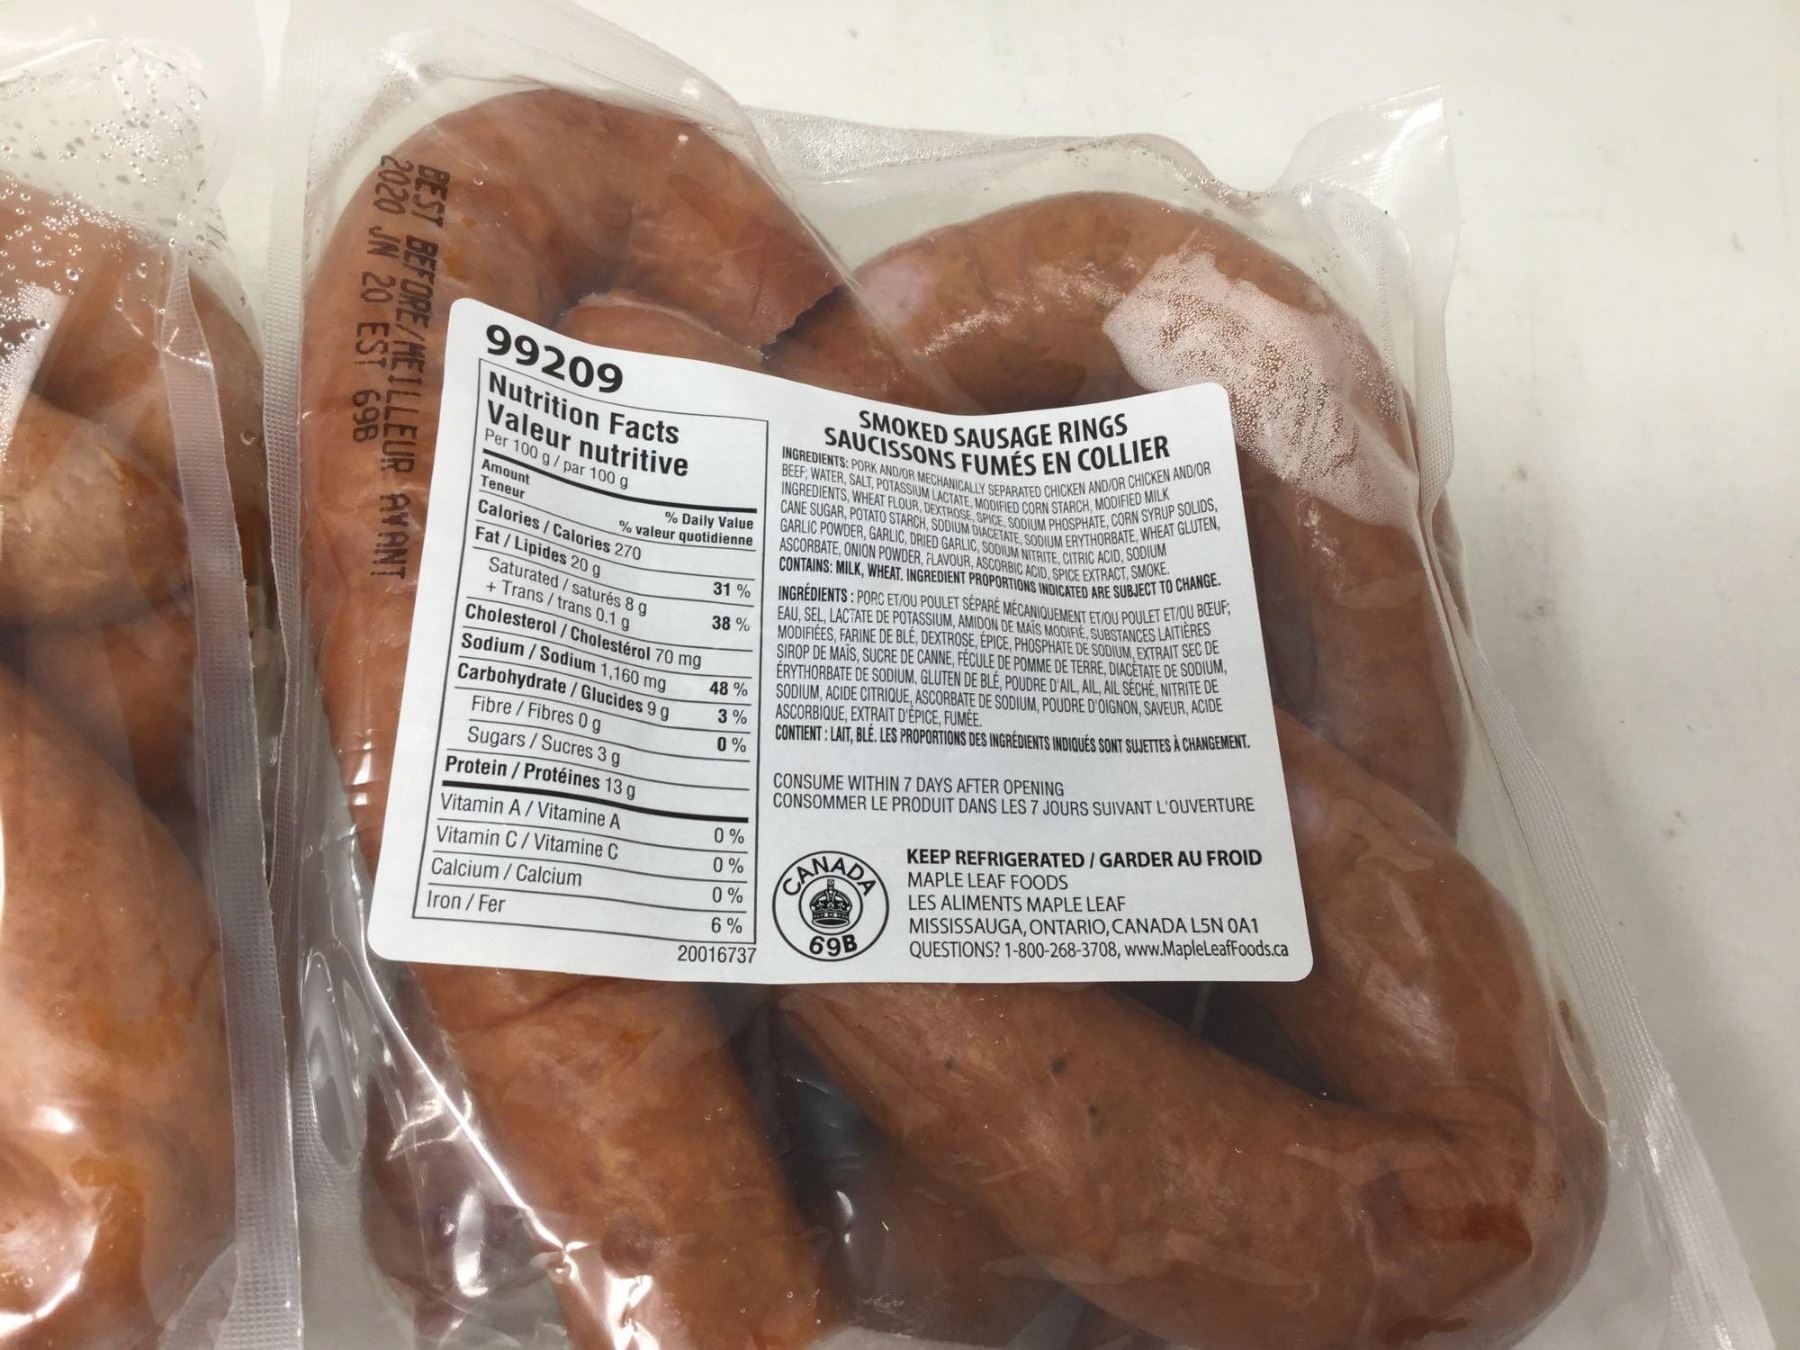 BEST BEFORE/MEILLEUR AVANT
2020 JN 20 EST 69B
99209
Nutrition Facts
Valeur nutritive
Per 100 g / par 100 g
Amount
Teneur
% Daily Value
% valeur quotidienne
Calories / Calories 270
Fat / Lipides 20 g 31 %
Saturated / saturés 8 g
+ Trans / trans 0.1 g 38 %
Cholesterol / Cholestérol 70 mg
Sodium / Sodium 1,160 mg 48 %
Carbohydrate / Glucides 9 g 3 %
Fibre / Fibres 0 g 0 %
Sugars / Sucres 3 g
Protein / Protéines 13 g
Vitamin A / Vitamine A 0 %
Vitamin C / Vitamine C 0 %
Calcium / Calcium 0 %
Iron / Fer 6 %
20016737
SMOKED SAUSAGE RINGS
SAUCISSONS FUMÉS EN COLLIER
INGREDIENTS: PORK AND/OR MECHANICALLY SEPARATED CHICKEN AND/OR CHICKEN AND/OR
BEEF; WATER, SALT, POTASSIUM LACTATE, MODIFIED CORN STARCH, MODIFIED MILK
INGREDIENTS, WHEAT FLOUR, DEXTROSE, SPICE, SODIUM PHOSPHATE, CORN SYRUP SOLIDS,
CANE SUGAR, POTATO STARCH, SODIUM DIACETATE, SODIUM ERYTHORBATE, WHEAT GLUTEN,
GARLIC POWDER, GARLIC, DRIED GARLIC, SODIUM NITRITE, CITRIC ACID, SODIUM
ASCORBATE, ONION POWDER, FLAVOUR, ASCORBIC ACID, SPICE EXTRACT, SMOKE.
CONTAINS: MILK, WHEAT. INGREDIENT PROPORTIONS INDICATED ARE SUBJECT TO CHANGE.
INGRÉDIENTS : PORC ET/OU POULET SÉPARÉ MÉCANIQUEMENT ET/OU POULET ET/OU BŒUF;
EAU, SEL, LACTATE DE POTASSIUM, AMIDON DE MAÏS MODIFIÉ, SUBSTANCES LAITIÈRES
MODIFIÉES, FARINE DE BLÉ, DEXTROSE, ÉPICE, PHOSPHATE DE SODIUM, EXTRAIT SEC DE
SIROP DE MAÏS, SUCRE DE CANNE, FÉCULE DE POMME DE TERRE, DIACÉTATE DE SODIUM,
ÉRYTHORBATE DE SODIUM, GLUTEN DE BLÉ, POUDRE D'AIL, AIL, AIL SÉCHÉ, NITRITE DE
SODIUM, ACIDE CITRIQUE, ASCORBATE DE SODIUM, POUDRE D'OIGNON, SAVEUR, ACIDE
ASCORBIQUE, EXTRAIT D'ÉPICE, FUMÉE.
CONTIENT : LAIT, BLÉ. LES PROPORTIONS DES INGRÉDIENTS INDIQUÉS SONT SUJETTES À CHANGEMENT.
CONSUME WITHIN 7 DAYS AFTER OPENING
CONSOMMER LE PRODUIT DANS LES 7 JOURS SUIVANT L'OUVERTURE
CANADA
69B
KEEP REFRIGERATED / GARDER AU FROID
MAPLE LEAF FOODS
LES ALIMENTS MAPLE LEAF
MISSISSAUGA, ONTARIO, CANADA L5N 0A1
QUESTIONS? 1-800-268-3708, www.MapleLeafFoods.ca